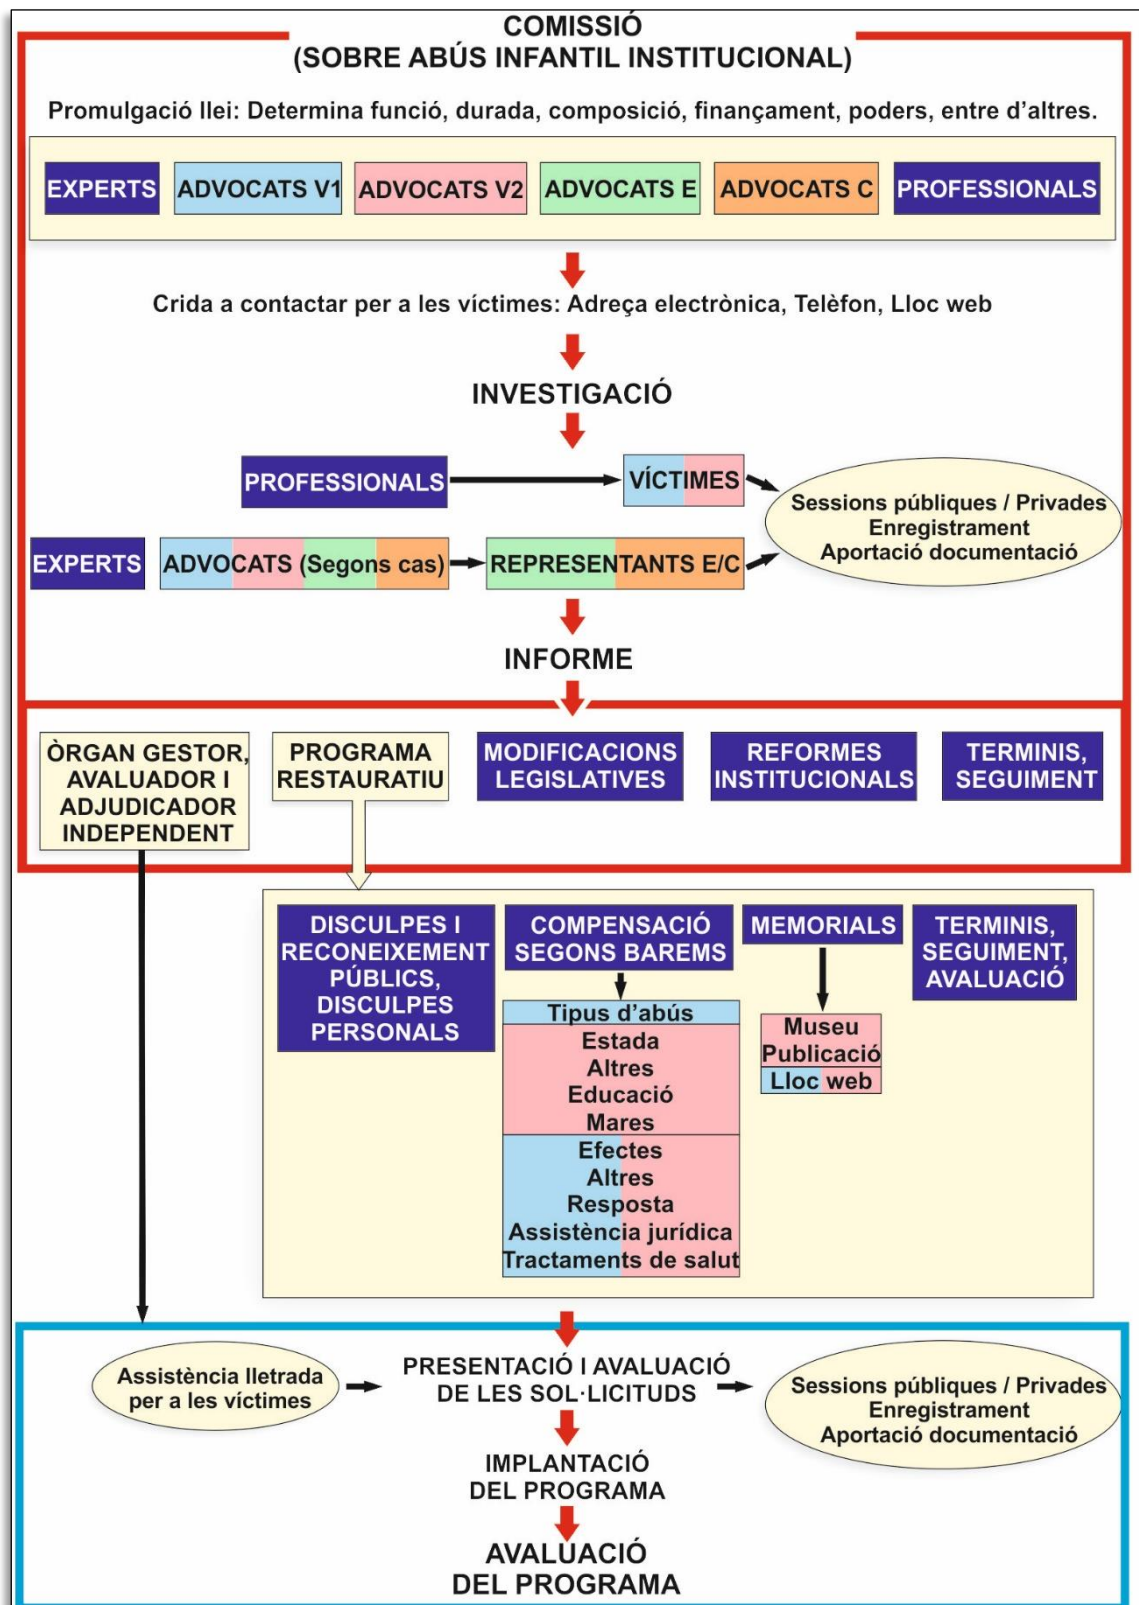 COMISSIÓ
(SOBRE ABÚS INFANTIL INSTITUCIONAL)
Promulgació llei: Determina funció, durada, composició, finançament, poders, entre d'altres.
EXPERTS
ADVOCATS V1
ADVOCATS V2
ADVOCATS E
ADVOCATS C
PROFESSIONALS
Crida a contactar per a les víctimes: Adreça electrònica, Telèfon, Lloc web
INVESTIGACIÓ
PROFESSIONALS
VÍCTIMES
Sessions públiques / Privades
Enregistrament
Aportació documentació
EXPERTS
ADVOCATS (Segons cas)
REPRESENTANTS E/C
INFORME
ÒRGAN GESTOR,
AVALUADOR I
ADJUDICADOR
INDEPENDENT
PROGRAMA
RESTAURATIU
MODIFICACIONS
LEGISLATIVES
REFORMES
INSTITUCIONALS
TERMINIS,
SEGUIMENT
DISCULPES I
RECONEIXEMENT
PÚBLICS,
DISCULPES
PERSONALS
COMPENSACIÓ
SEGONS BAREMS
Tipus d'abús
Estada
Altres
Educació
Mares
Efectes
Altres
Resposta
Assistència jurídica
Tractaments de salut
MEMORIALS
Museu
Publicació
Lloc web
TERMINIS,
SEGUIMENT,
AVALUACIÓ
Assistència lletrada
per a les víctimes
PRESENTACIÓ I AVALUACIÓ
DE LES SOL·LICITUDS
Sessions públiques / Privades
Enregistrament
Aportació documentació
IMPLANTACIÓ
DEL PROGRAMA
AVALUACIÓ
DEL PROGRAMA